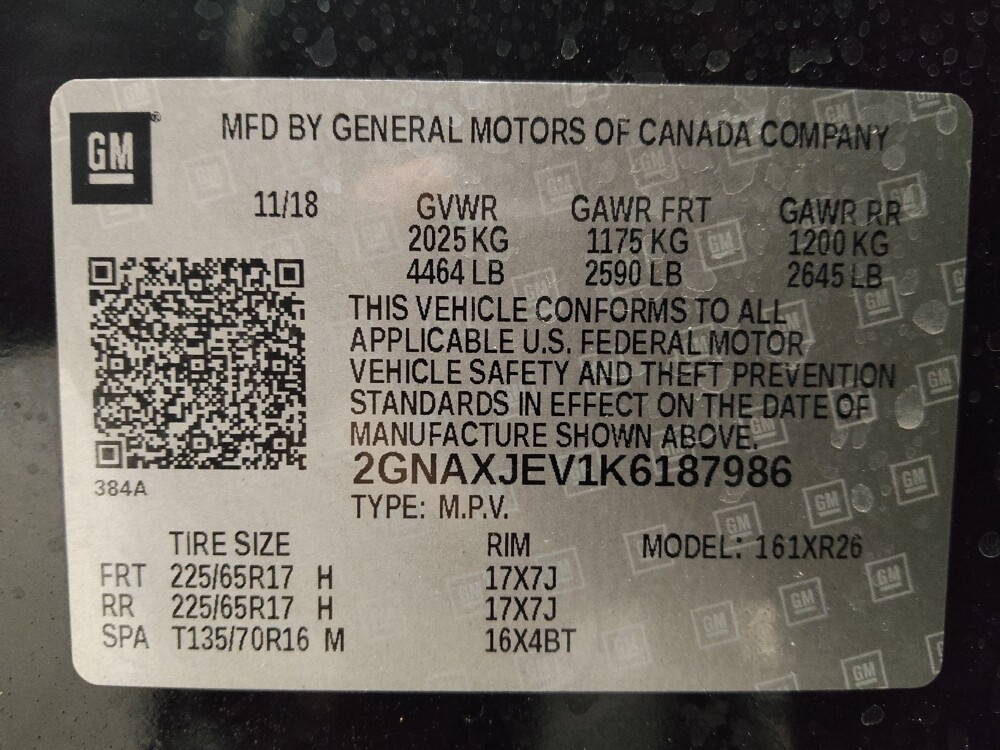 GM®
MFD BY GENERAL MOTORS OF CANADA COMPANY
11/18 GVWR GAWR FRT GAWR RR
2025 KG 1175 KG 1200 KG
4464 LB 2590 LB 2645 LB
THIS VEHICLE CONFORMS TO ALL
APPLICABLE U.S. FEDERAL MOTOR
VEHICLE SAFETY AND THEFT PREVENTION
STANDARDS IN EFFECT ON THE DATE OF
MANUFACTURE SHOWN ABOVE.
2GNAXJEV1K6187986
384A
TYPE: M.P.V.
TIRE SIZE RIM MODEL: 161XR26
FRT 225/65R17 H 17X7J
RR 225/65R17 H 17X7J
SPA T135/70R16 M 16X4BT